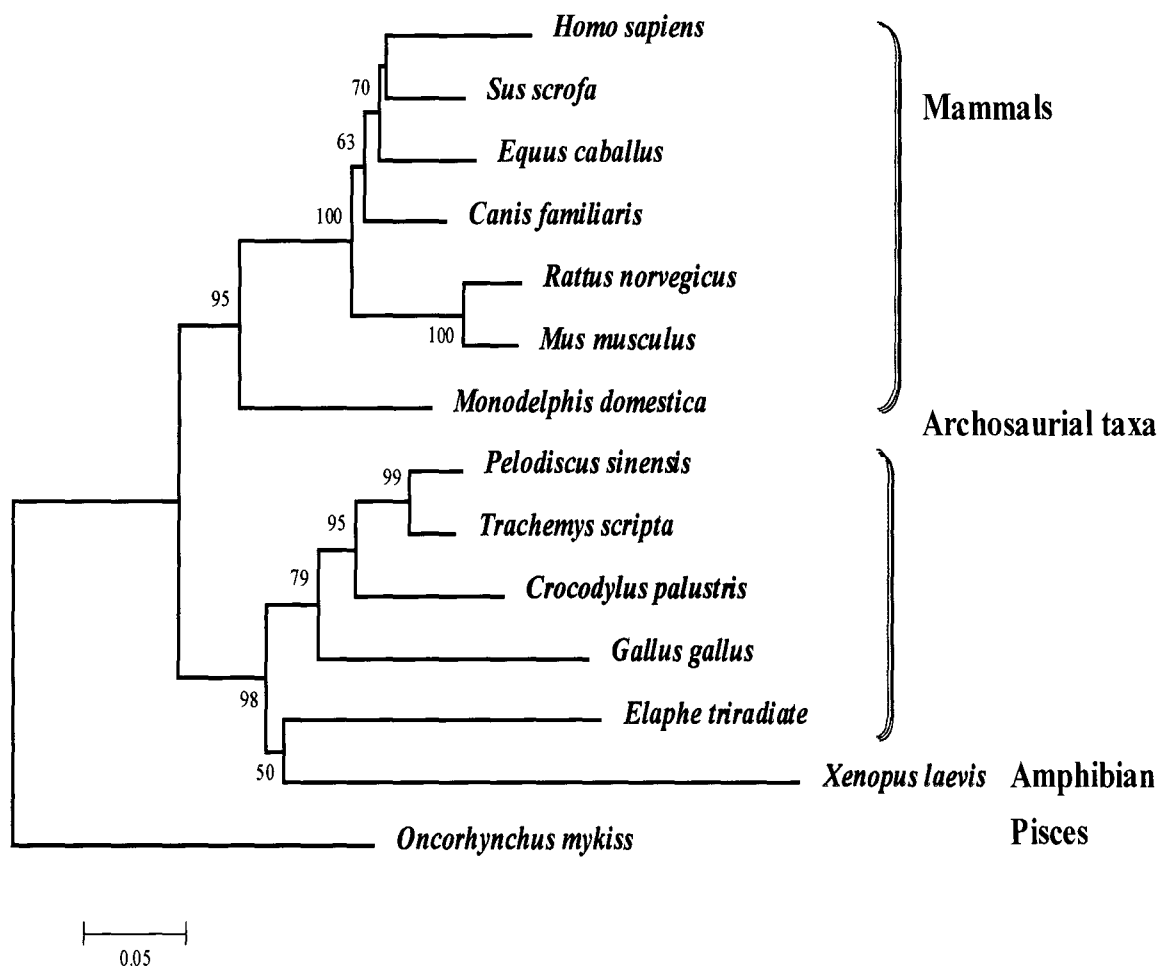 Homo sapiens
70
Sus scrofa
Mammals
63
Equus caballus
100
Canis familiaris
Rattus norvegicus
95
100
Mus musculus
Monodelphis domestica
Archosaurial taxa
Pelodiscus sinensis
99
95
Trachemys scripta
79
Crocodylus palustris
Gallus gallus
98
Elaphe triradiate
50
Xenopus laevis Amphibian
Oncorhynchus mykiss Pisces
0.05